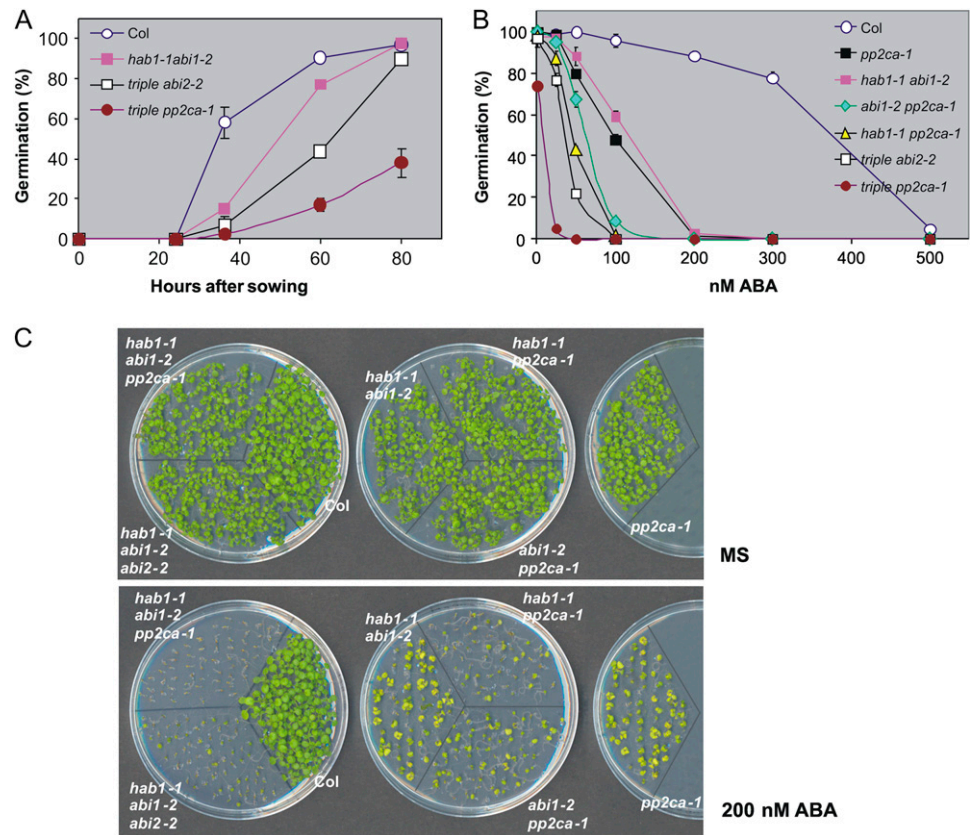 A
Germination (%)
100
80
60
40
20
0
Col
hab1-1abi1-2
triple abi2-2
triple pp2ca-1
0
20
40
60
80
Hours after sowing
B
Germination (%)
100
80
60
40
20
0
Col
pp2ca-1
hab1-1 abi1-2
abi1-2 pp2ca-1
hab1-1 pp2ca-1
triple abi2-2
triple pp2ca-1
0
100
200
300
400
500
nM ABA
C
hab1-1
abi1-2
pp2ca-1
Col
hab1-1
abi1-2
abi2-2
hab1-1
abi1-2
hab1-1
pp2ca-1
abi1-2
pp2ca-1
pp2ca-1
MS
hab1-1
abi1-2
pp2ca-1
Col
hab1-1
abi1-2
abi2-2
hab1-1
abi1-2
hab1-1
pp2ca-1
abi1-2
pp2ca-1
pp2ca-1
200 nM ABA